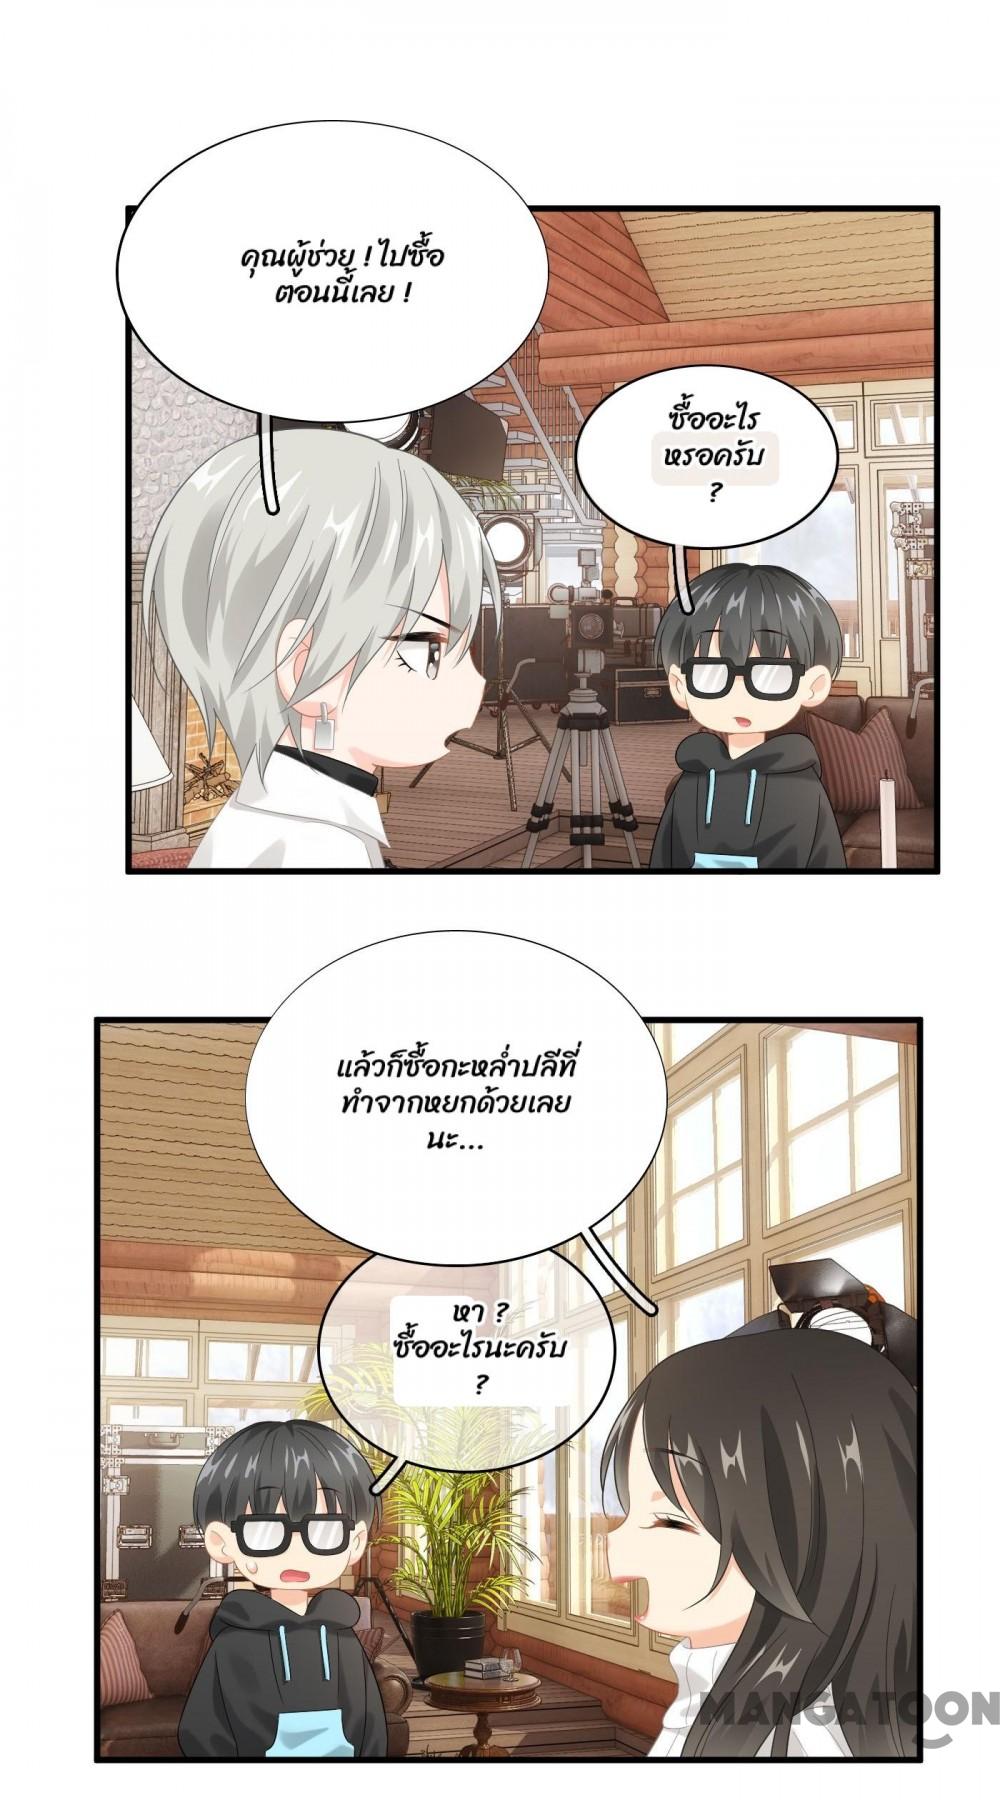 คุณผู้ช่วย ! ไปซื้อ
ตอนนี้เลย !
ซื้ออะไร
หรอครับ
?
แล้วก็ซื้อกะหล่ำปลีที่
ทำจากหยกด้วยเลย
นะ...
หา ?
ซื้ออะไรนะครับ
?
MANGATOON